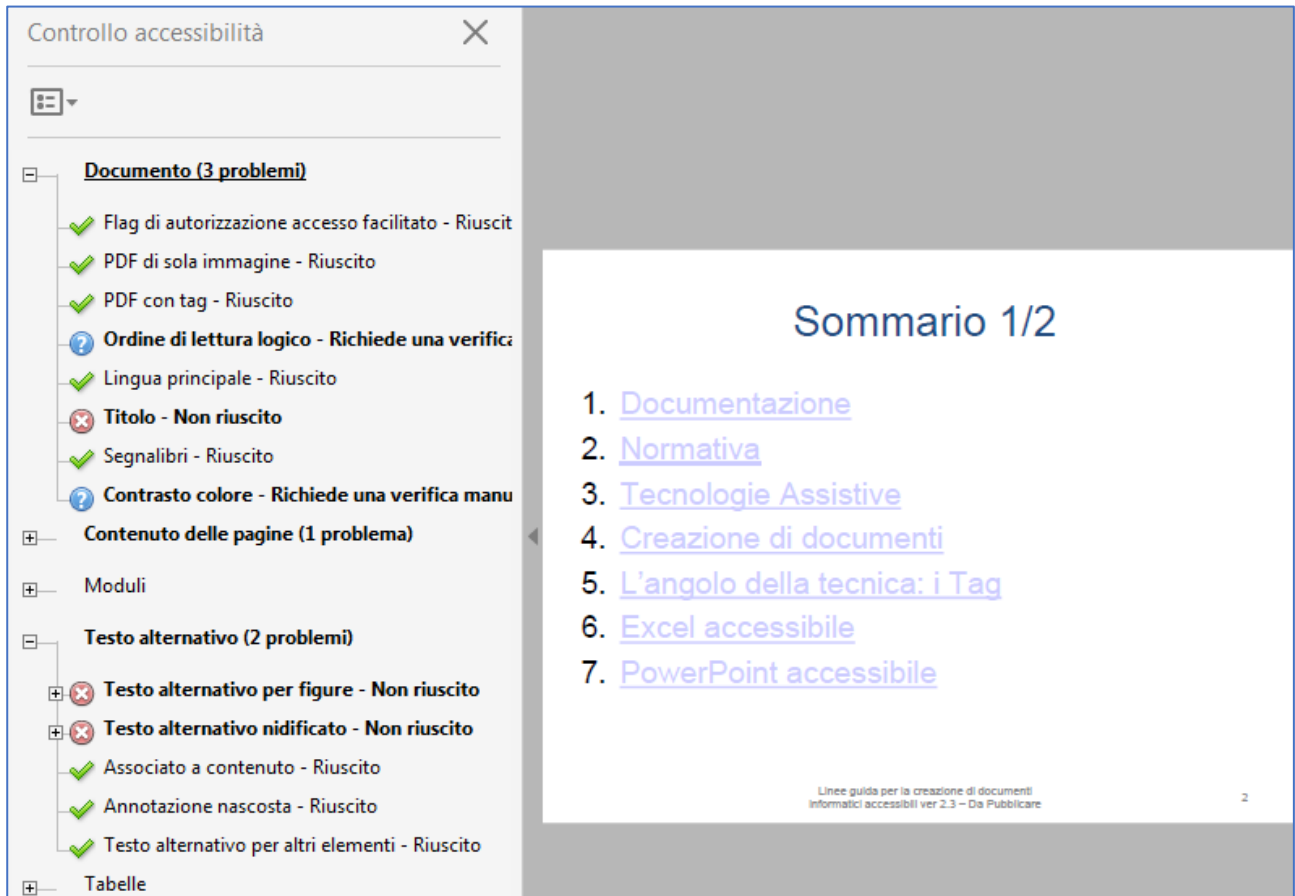 Controllo accessibilità
Documento (3 problemi)
Flag di autorizzazione accesso facilitato - Riuscit
PDF di sola immagine - Riuscito
PDF con tag - Riuscito
Ordine di lettura logico - Richiede una verifica
Lingua principale - Riuscito
Titolo - Non riuscito
Segnalibri - Riuscito
Contrasto colore - Richiede una verifica manu
Contenuto delle pagine (1 problema)
Moduli
Testo alternativo (2 problemi)
Testo alternativo per figure - Non riuscito
Testo alternativo nidificato - Non riuscito
Associato a contenuto - Riuscito
Annotazione nascosta - Riuscito
Testo alternativo per altri elementi - Riuscito
Tabelle
Sommario 1/2
1. Documentazione
2. Normativa
3. Tecnologie Assistive
4. Creazione di documenti
5. L'angolo della tecnica: i Tag
6. Excel accessibile
7. PowerPoint accessibile
Linee guida per la creazione di documenti
informatici accessibili ver 2.3 – Da Pubblicare
2